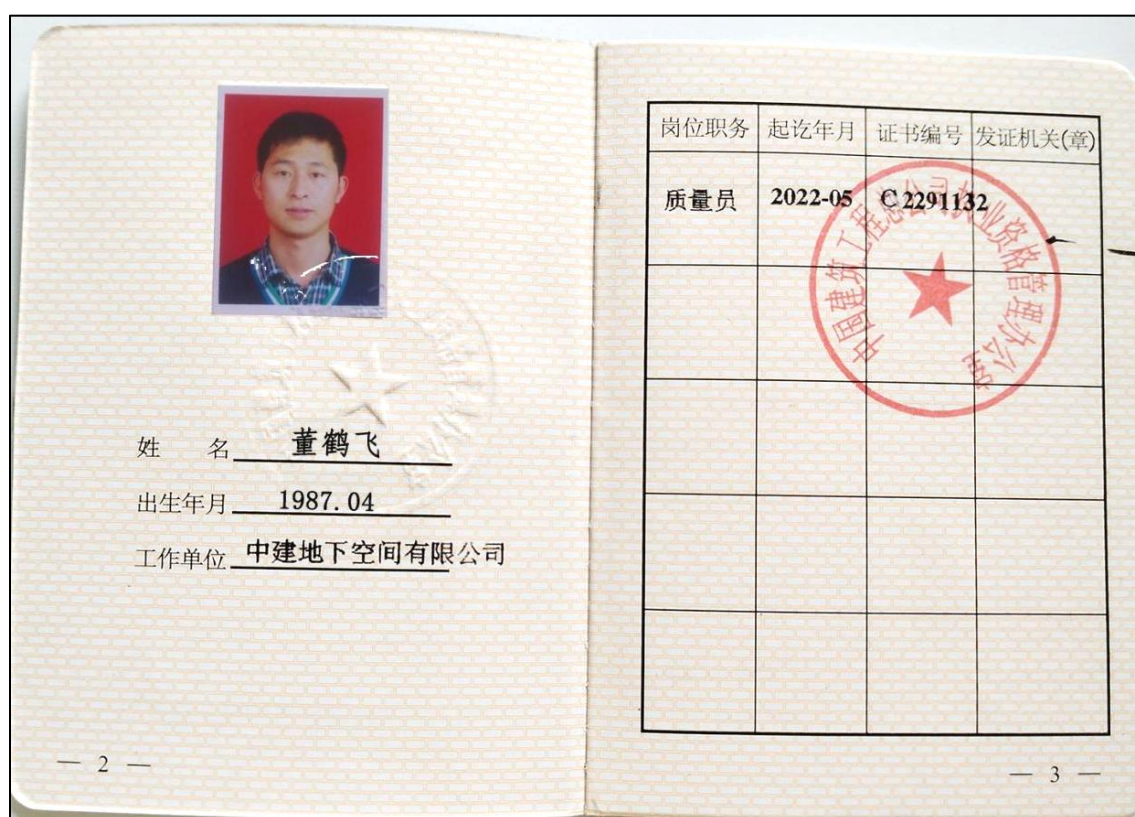 姓 名 董鹤飞
出生年月 1987.04
工作单位 中建地下空间有限公司
— 2 —
岗位职务 起讫年月 证书编号 发证机关(章)
质量员 2022-05 C 2291132
中国建筑工程总公司执业资格管理办公室
— 3 —